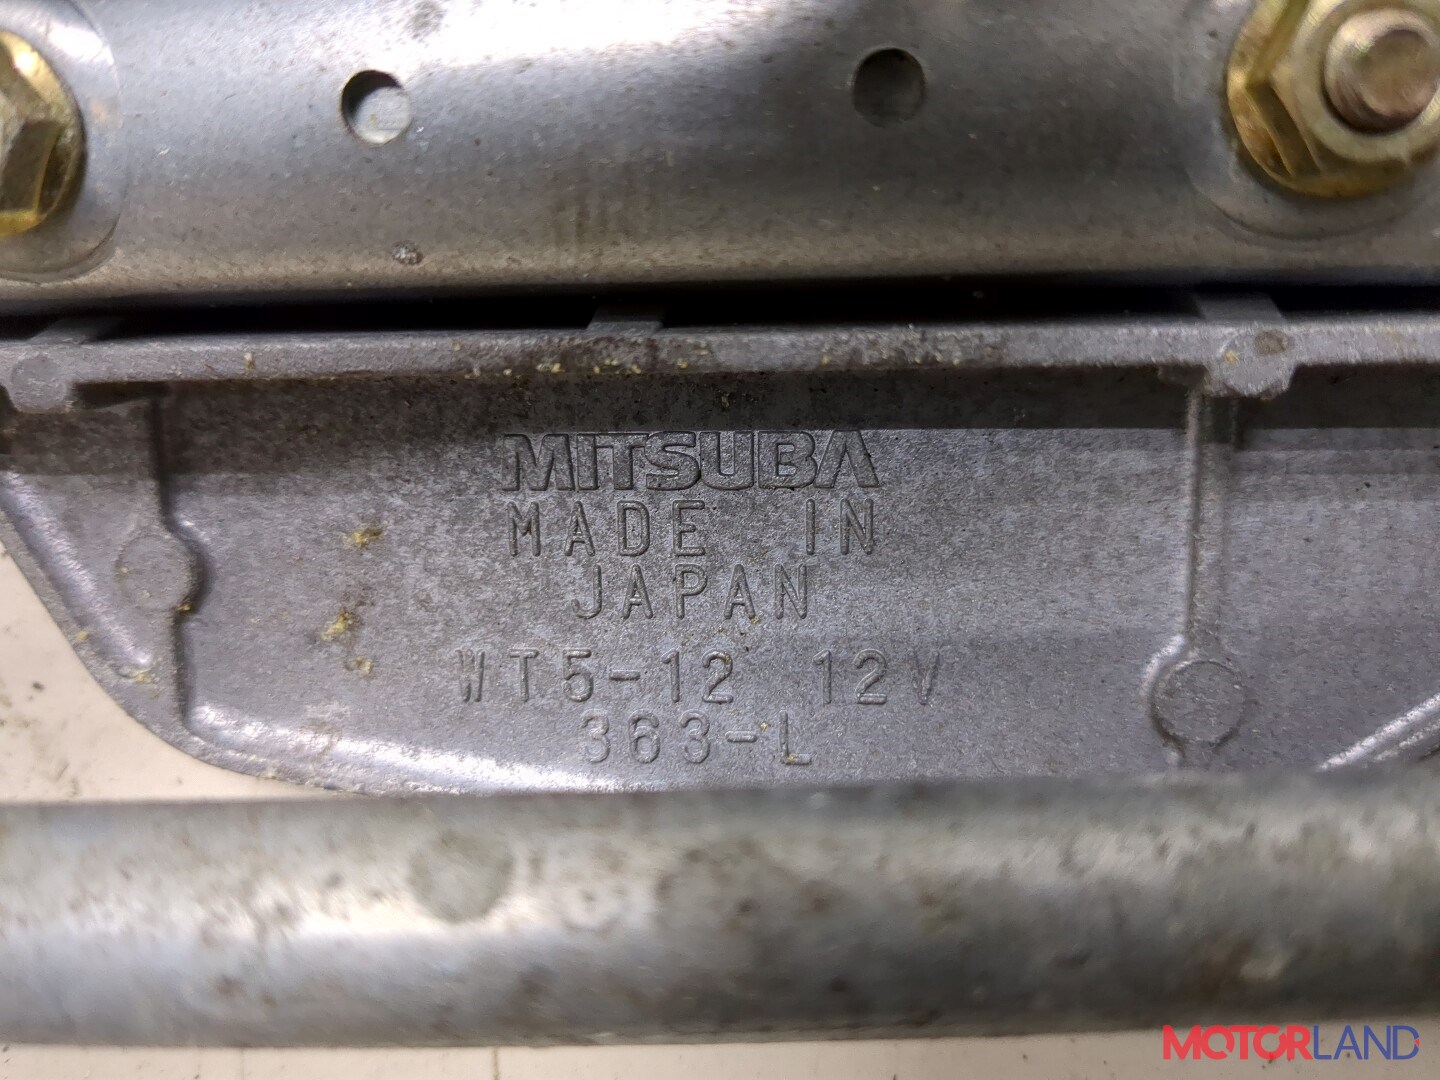 MITSUBA
MADE IN
JAPAN
WT5-12 12V
363-L
MOTORLAND